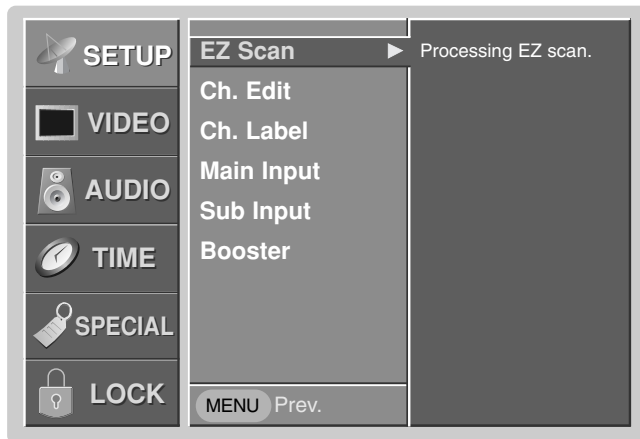 SETUP
VIDEO
AUDIO
TIME
SPECIAL
LOCK
EZ Scan
Ch. Edit
Ch. Label
Main Input
Sub Input
Booster
MENU Prev.
Processing EZ scan.